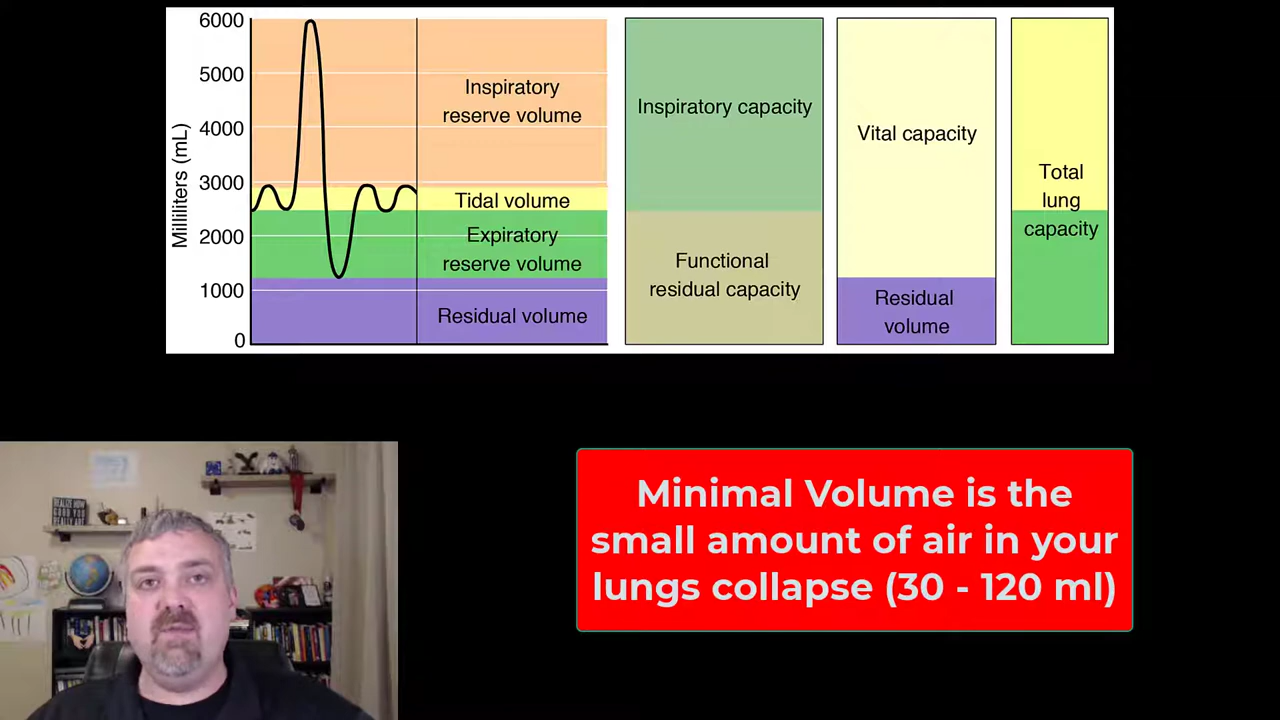 6000
5000
4000
3000
2000
1000
0
Milliliters (mL)
Inspiratory
reserve volume
Tidal volume
Expiratory
reserve volume
Residual volume
Inspiratory capacity
Functional
residual capacity
Vital capacity
Residual
volume
Total
lung
capacity
Minimal Volume is the
small amount of air in your
lungs collapse (30 - 120 ml)